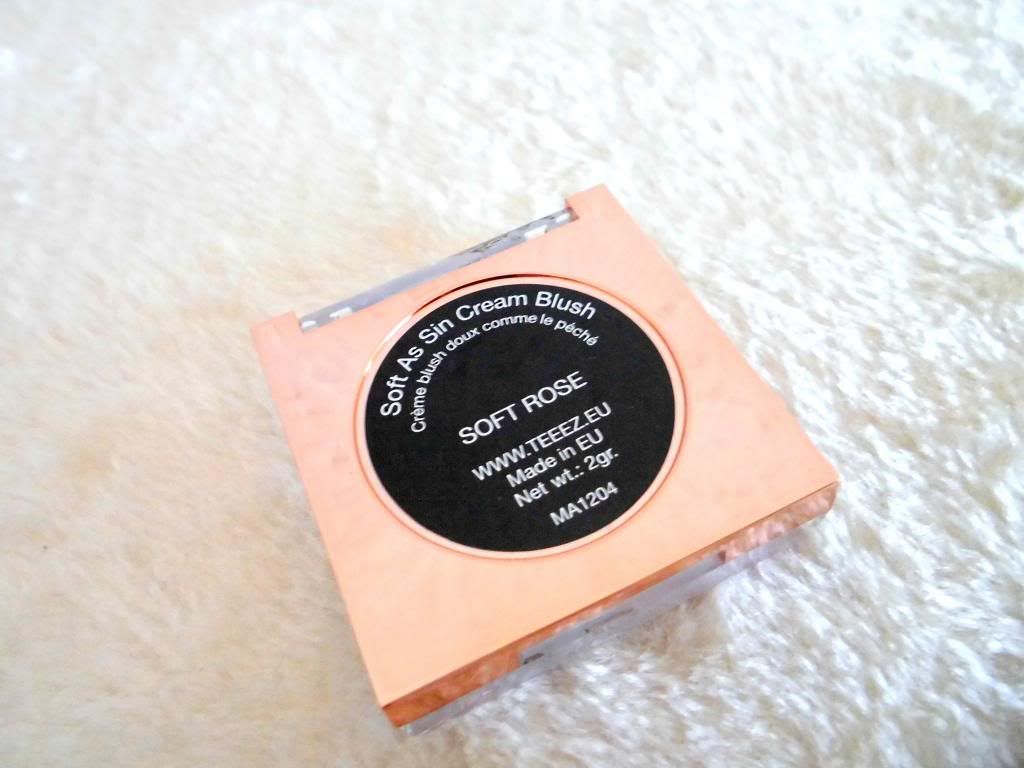 Soft As Sin Cream Blush
Crème blush doux comme le péché
SOFT ROSE
WWW.TEEEZ.EU
Made in EU
Net wt.: 2gr.
MA1204